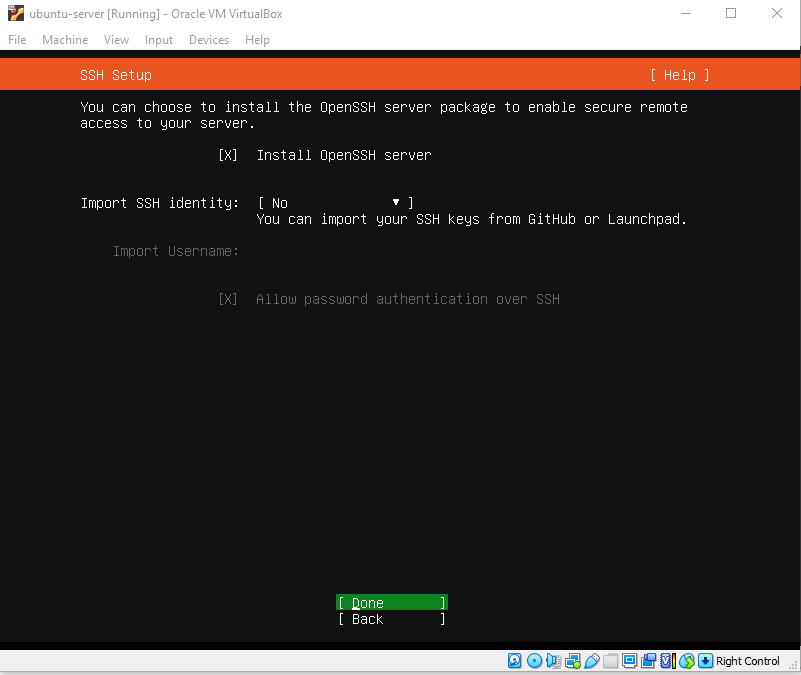 ubuntu-server [Running] - Oracle VM VirtualBox
File Machine View Input Devices Help
SSH Setup [ Help ]
You can choose to install the OpenSSH server package to enable secure remote
access to your server.
[X] Install OpenSSH server
Import SSH identity: [ No ▼ ]
You can import your SSH keys from GitHub or Launchpad.
Import Username:
[X] Allow password authentication over SSH
[ Done ]
[ Back ]
Right Control